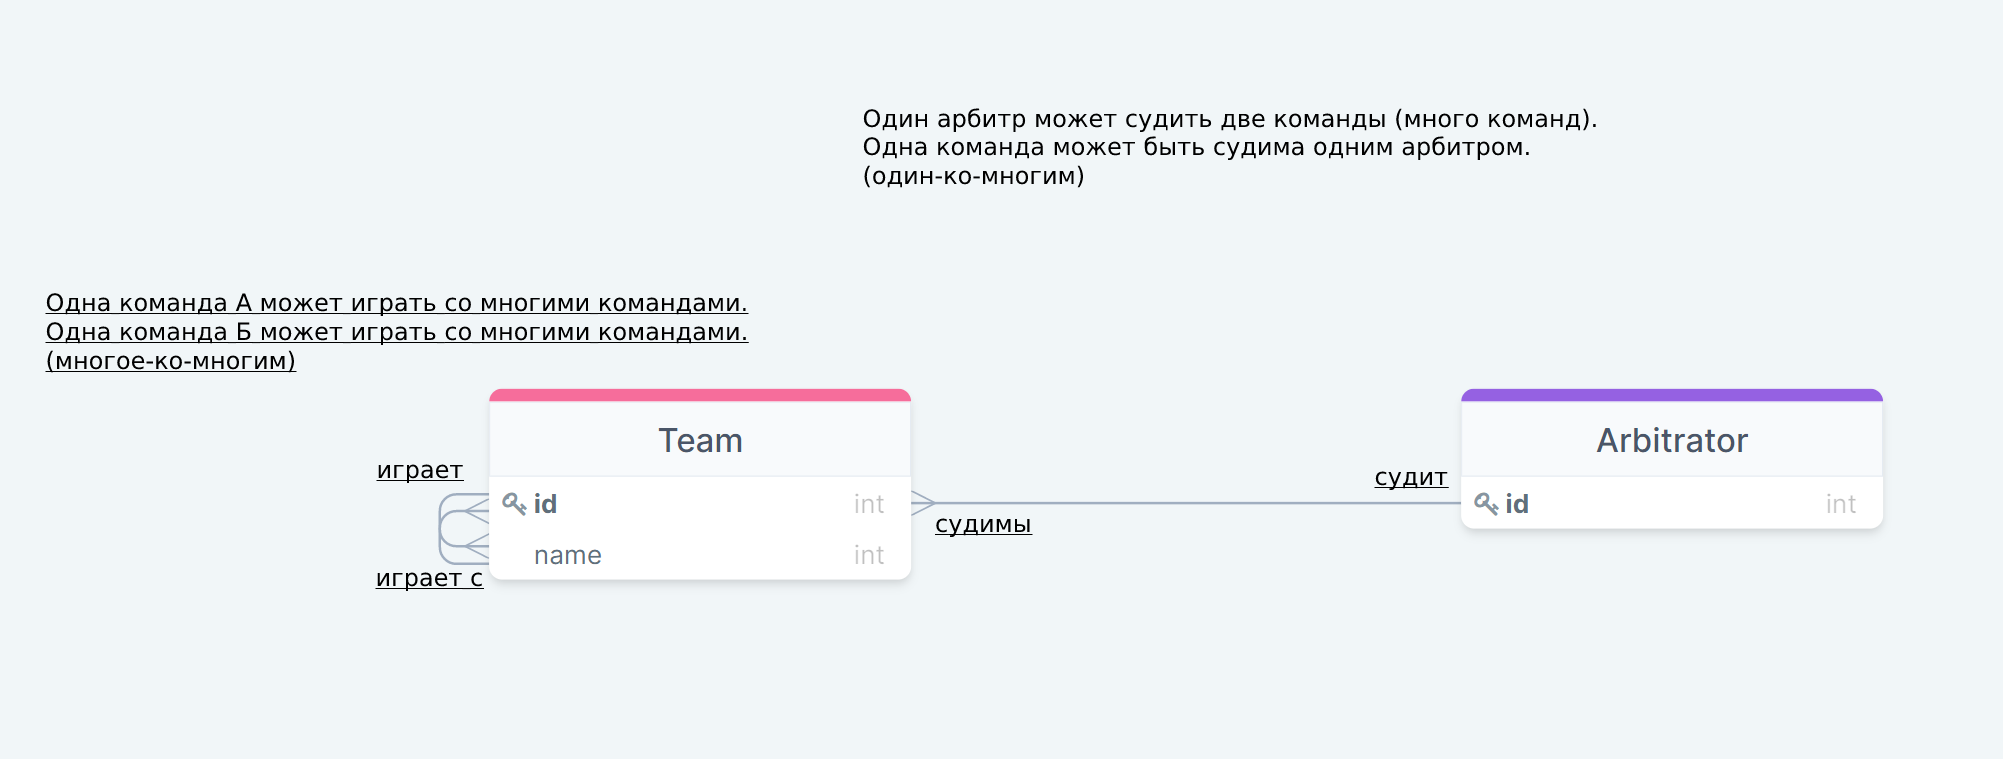 Один арбитр может судить две команды (много команд).
Одна команда может быть судима одним арбитром.
(один-ко-многим)
Одна команда А может играть со многими командами.
Одна команда Б может играть со многими командами.
(многое-ко-многим)
Team
Arbitrator
играет
судит
id int
id int
судимы
name int
играет с